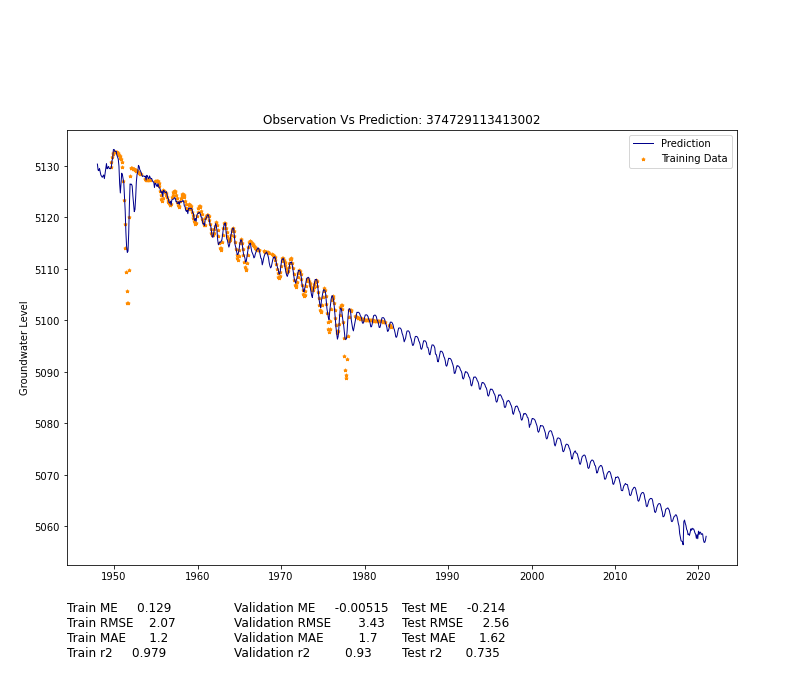 Observation Vs Prediction: 374729113413002
Prediction
Training Data
Groundwater Level
5130
5120
5110
5100
5090
5080
5070
5060
1950 1960 1970 1980 1990 2000 2010 2020
Train ME 0.129 Validation ME -0.00515 Test ME -0.214
Train RMSE 2.07 Validation RMSE 3.43 Test RMSE 2.56
Train MAE 1.2 Validation MAE 1.7 Test MAE 1.62
Train r2 0.979 Validation r2 0.93 Test r2 0.735